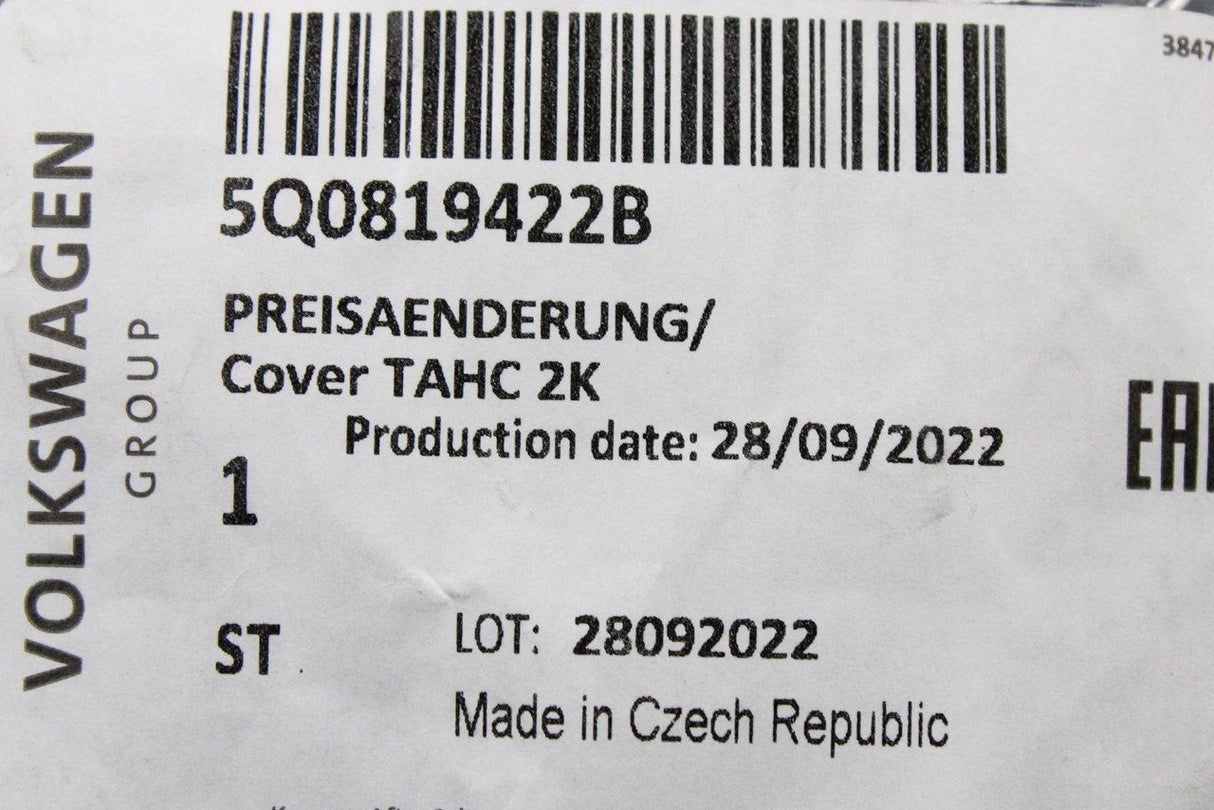 VOLKSWAGEN
GROUP
3847
5Q0819422B
PREISAENDERUNG/
Cover TAHC 2K
Production date: 28/09/2022
1
EAC
ST
LOT: 28092022
Made in Czech Republic